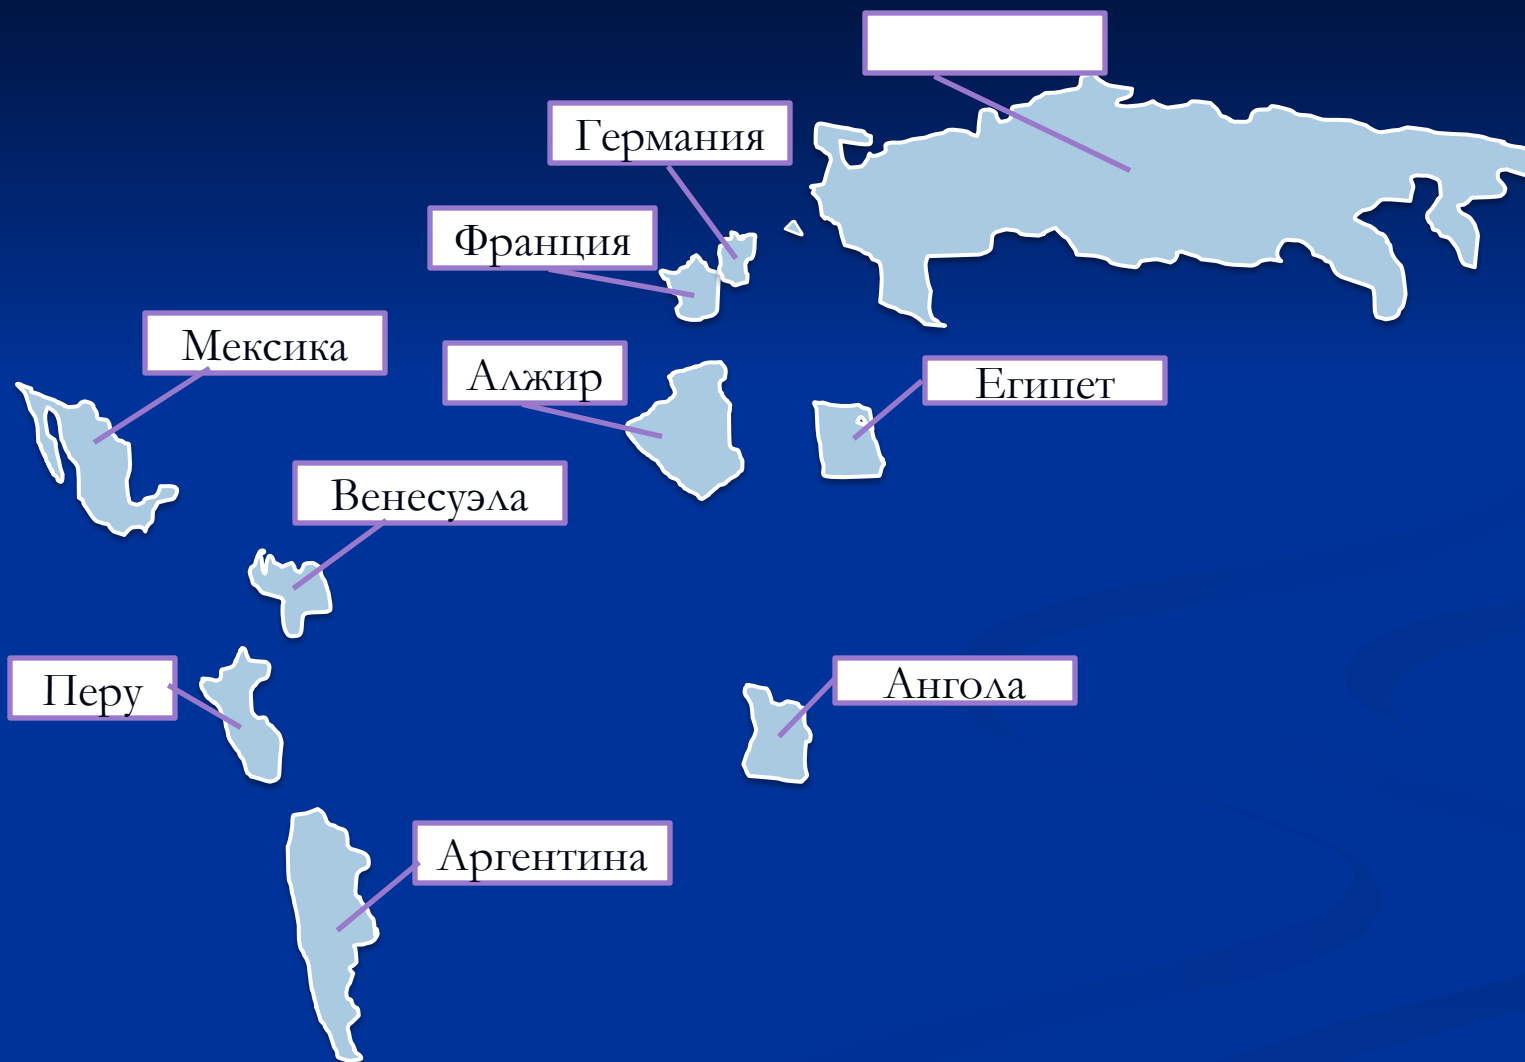 Германия
Франция
Мексика
Алжир
Египет
Венесуэла
Перу
Ангола
Аргентина